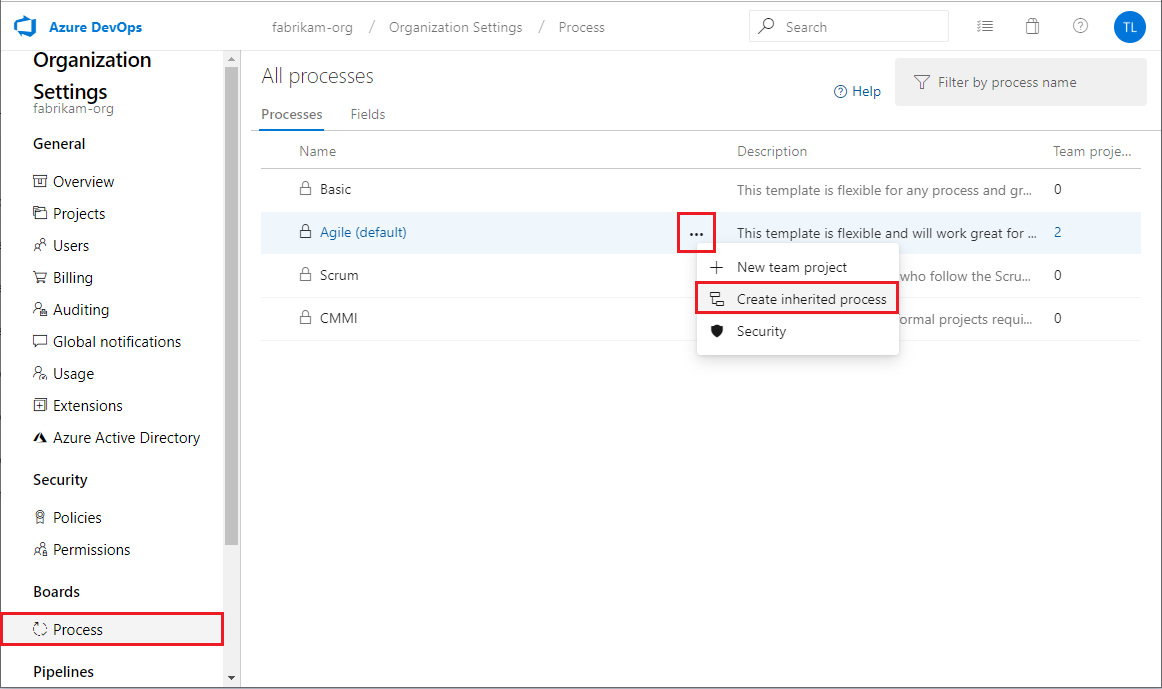 Azure DevOps
fabrikam-org / Organization Settings / Process
Search
TL
Organization
Settings
fabrikam-org
General
Overview
Projects
Users
Billing
Auditing
Global notifications
Usage
Extensions
Azure Active Directory
Security
Policies
Permissions
Boards
Process
Pipelines
All processes
Help
Filter by process name
Processes Fields
Name Description Team proje...
Basic This template is flexible for any process and gr... 0
Agile (default) ... This template is flexible and will work great for ... 2
New team project
Scrum who follow the Scru... 0
Create inherited process
CMMI ormal projects requi... 0
Security